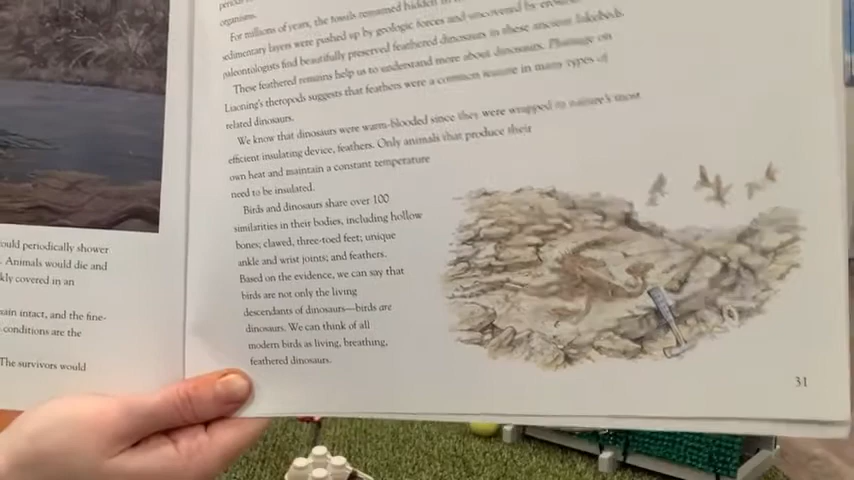 organisms.
For millions of years, the fossils remained hidden
sedimentary layers were pushed up by geologic forces and uncovered by
paleontologists find beautifully preserved feathered dinosaurs in these ancient lakebeds.
These feathered remains help us to understand more about dinosaurs. Plumage on
Liaoning's theropods suggests that feathers were a common feature in many types of
related dinosaurs.
We know that dinosaurs were warm-blooded since they were wrapped in nature's most
efficient insulating device, feathers. Only animals that produce their
own heat and maintain a constant temperature
need to be insulated.
Birds and dinosaurs share over 100
similarities in their bodies, including hollow
bones; clawed, three-toed feet; unique
ankle and wrist joints; and feathers.
Based on the evidence, we can say that
birds are not only the living
descendants of dinosaurs—birds are
dinosaurs. We can think of all
modern birds as living, breathing,
feathered dinosaurs.
31
ould periodically shower
. Animals would die and
kly covered in an
ain intact, and the fine-
conditions are the
The survivors would